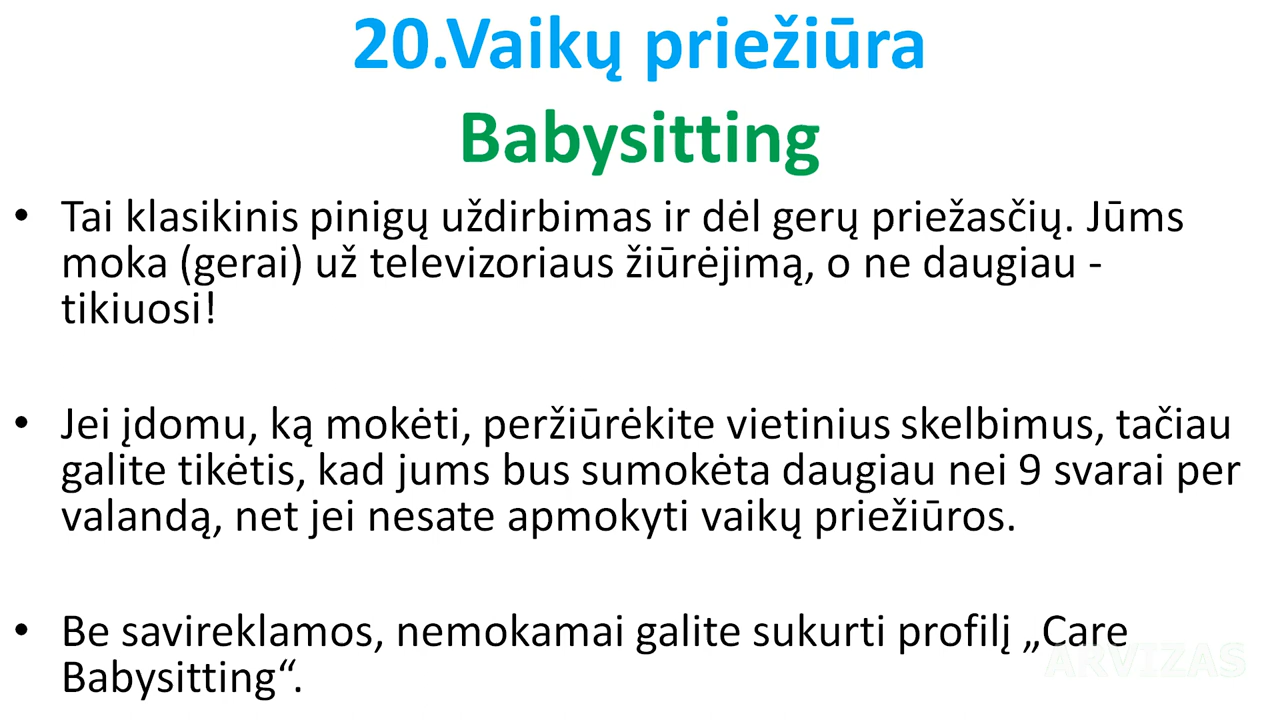 20.Vaikų priežiūra
Babysitting
• Tai klasikinis pinigų uždirbimas ir dėl gerų priežasčių. Jūms
moka (gerai) už televizoriaus žiūrėjimą, o ne daugiau -
tikiuosi!
• Jei įdomu, ką mokėti, peržiūrėkite vietinius skelbimus, tačiau
galite tikėtis, kad jums bus sumokėta daugiau nei 9 svarai per
valandą, net jei nesate apmokyti vaikų priežiūros.
• Be savireklamos, nemokamai galite sukurti profilį „Care
Babysitting“.
ARVIZAS